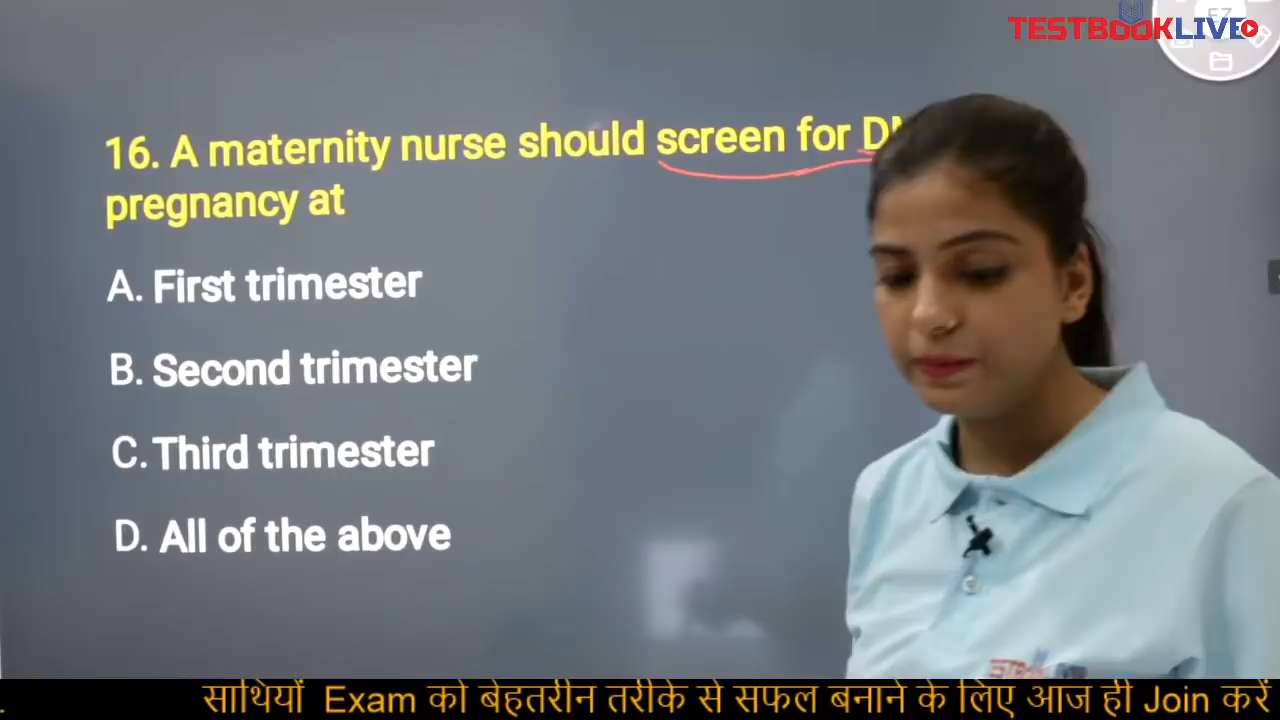 TESTBOOKLIVE
16. A maternity nurse should screen for
pregnancy at
A. First trimester
B. Second trimester
C. Third trimester
D. All of the above
साथियों Exam को बेहतरीन तरीके से सफल बनाने के लिए आज ही Join करें